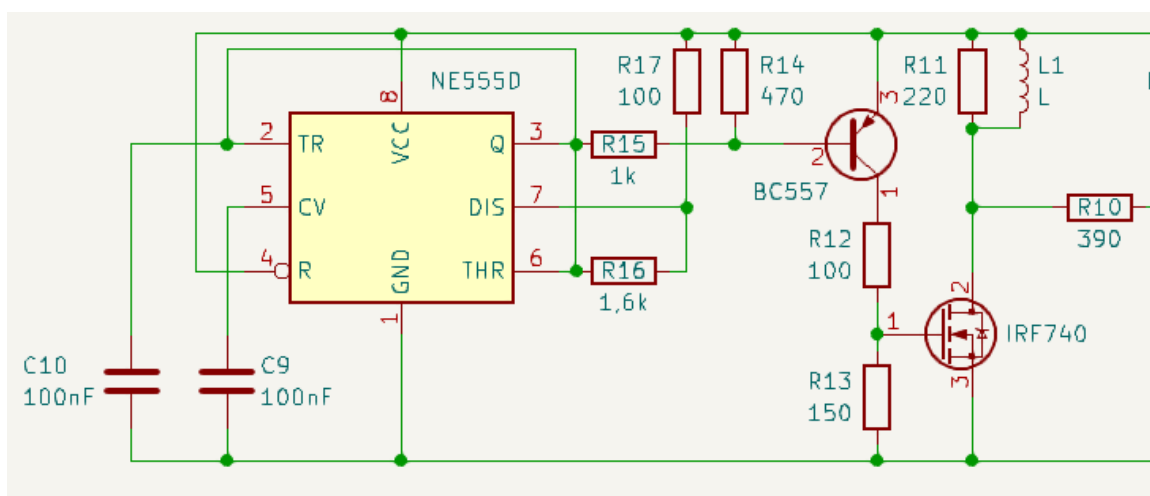 NE555D
8
VCC
2
TR
Q
3
5
CV
DIS
7
4
R
THR
6
GND
1
C10
100nF
C9
100nF
R17
100
R14
470
R15
1k
R16
1,6k
3
2
BC557
1
R12
100
R13
150
R11
220
L1
L
R10
390
2
1
IRF740
3